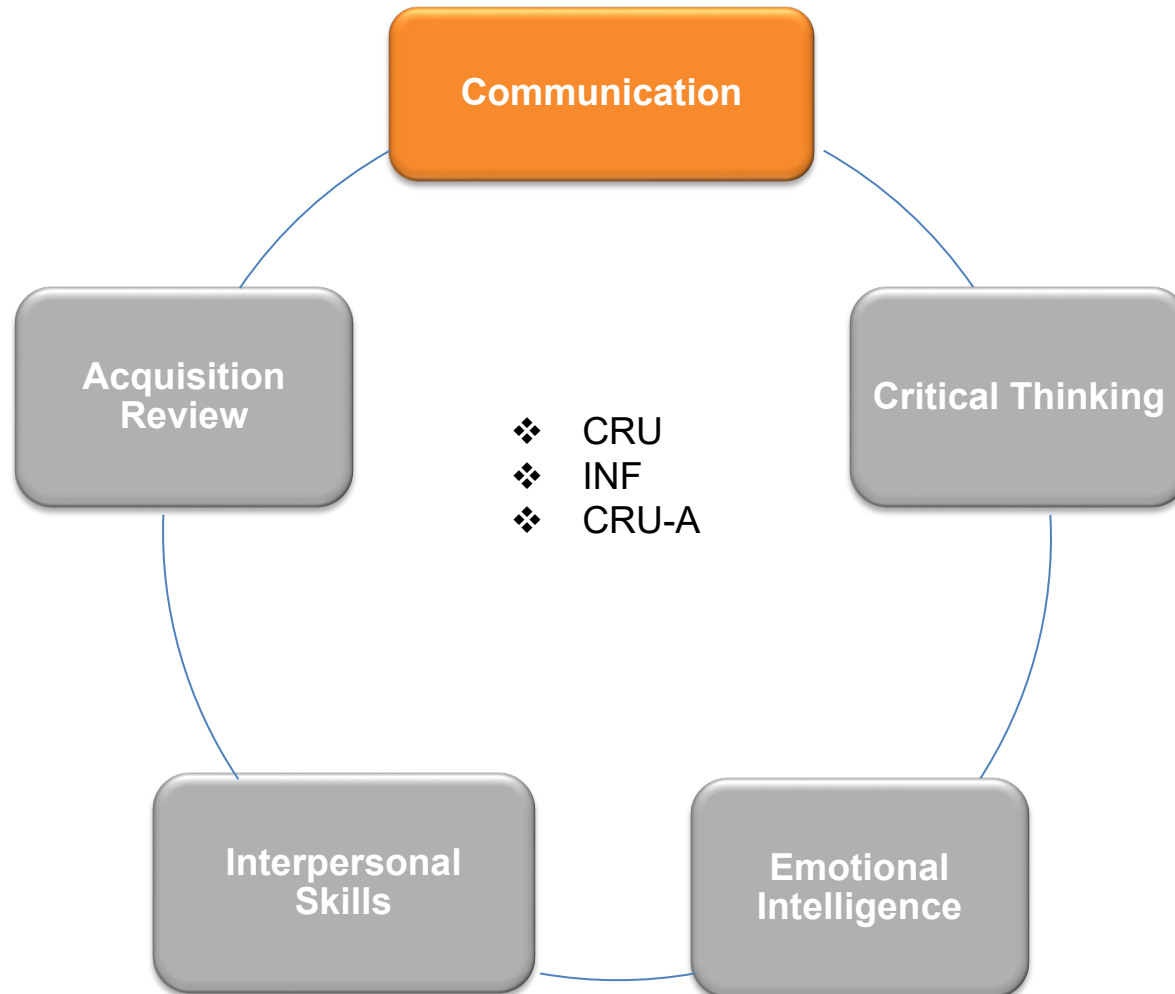 Communication
Acquisition
Review
Critical Thinking
❖ CRU
❖ INF
❖ CRU-A
Interpersonal
Skills
Emotional
Intelligence